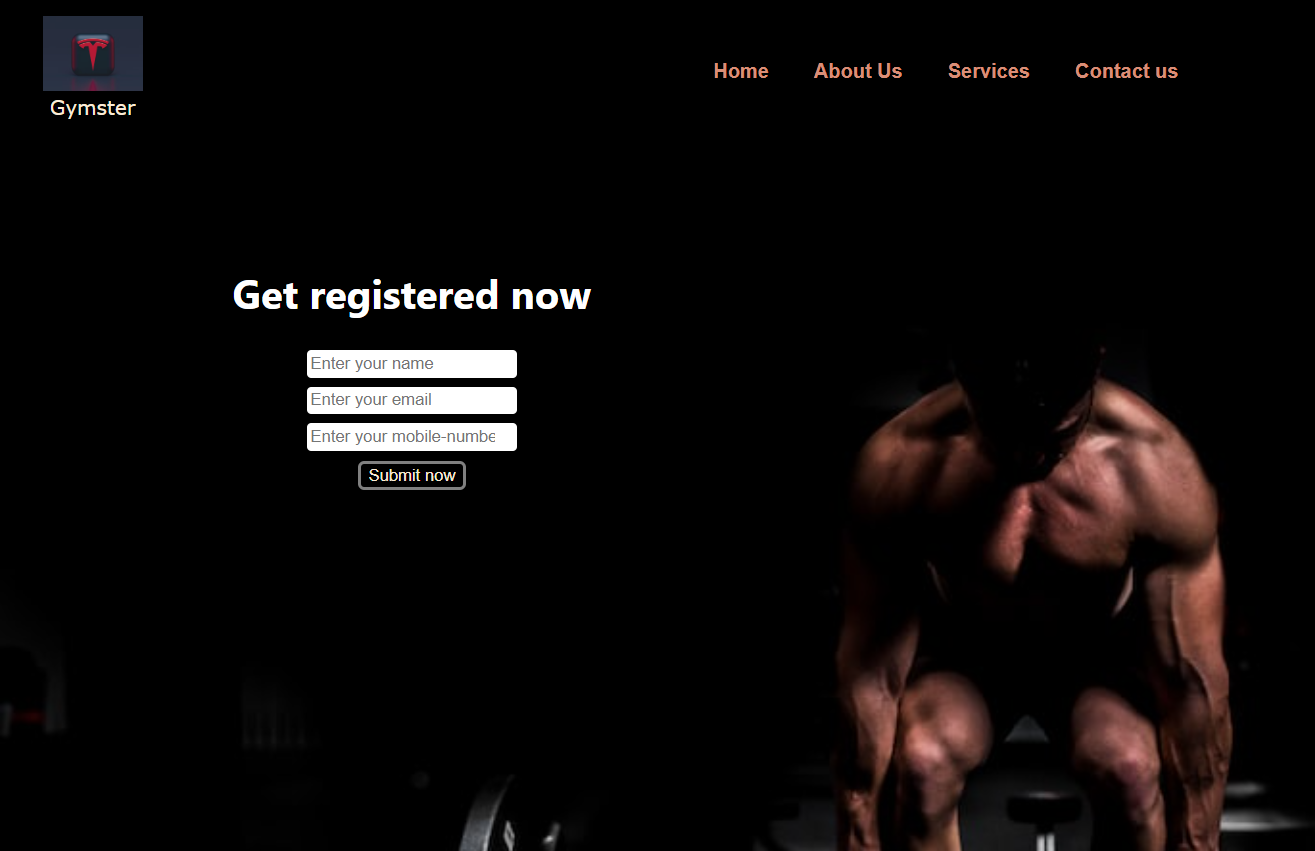 Home About Us Services Contact us
Gymster
Get registered now
Enter your name
Enter your email
Enter your mobile-numbe
Submit now